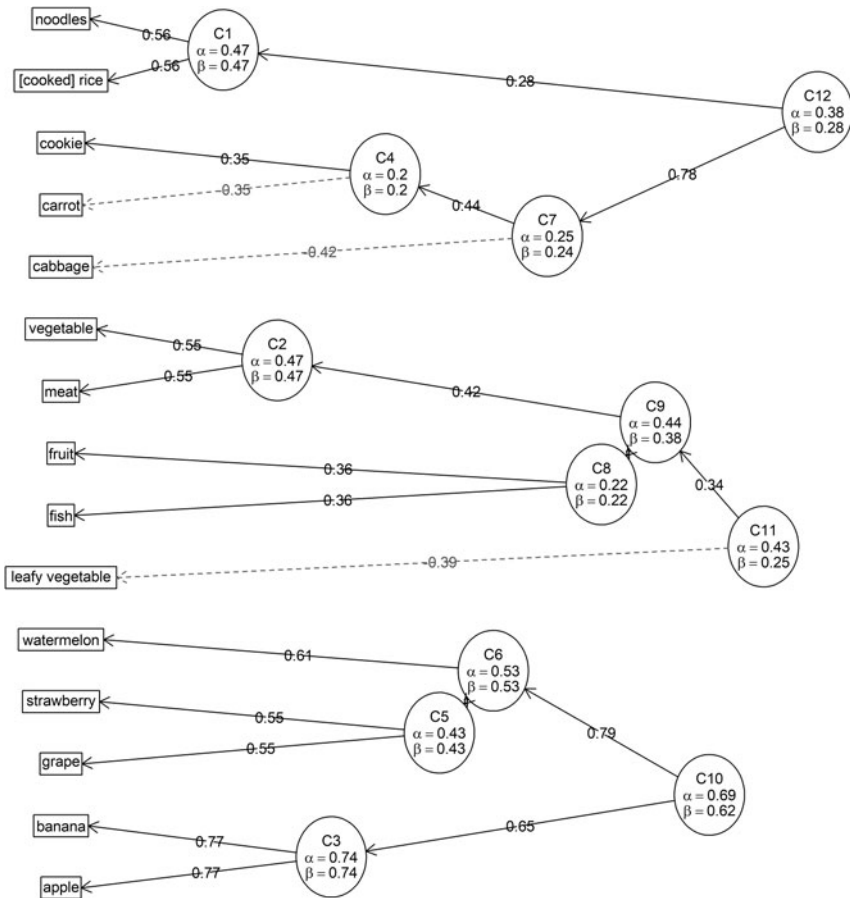 noodles
0.56
C1
α = 0.47
β = 0.47
[cooked] rice
0.56
0.28
C12
α = 0.38
β = 0.28
cookie
0.35
C4
α = 0.2
β = 0.2
carrot
-0.35
0.44
0.78
C7
α = 0.25
β = 0.24
cabbage
-0.42
vegetable
0.55
C2
α = 0.47
β = 0.47
meat
0.55
0.42
C9
α = 0.44
β = 0.38
fruit
0.36
C8
α = 0.22
β = 0.22
fish
0.36
0.34
C11
α = 0.43
β = 0.25
leafy vegetable
-0.39
watermelon
0.61
C6
α = 0.53
β = 0.53
strawberry
0.55
C5
α = 0.43
β = 0.43
grape
0.55
0.79
C10
α = 0.69
β = 0.62
banana
0.77
C3
α = 0.74
β = 0.74
0.65
apple
0.77